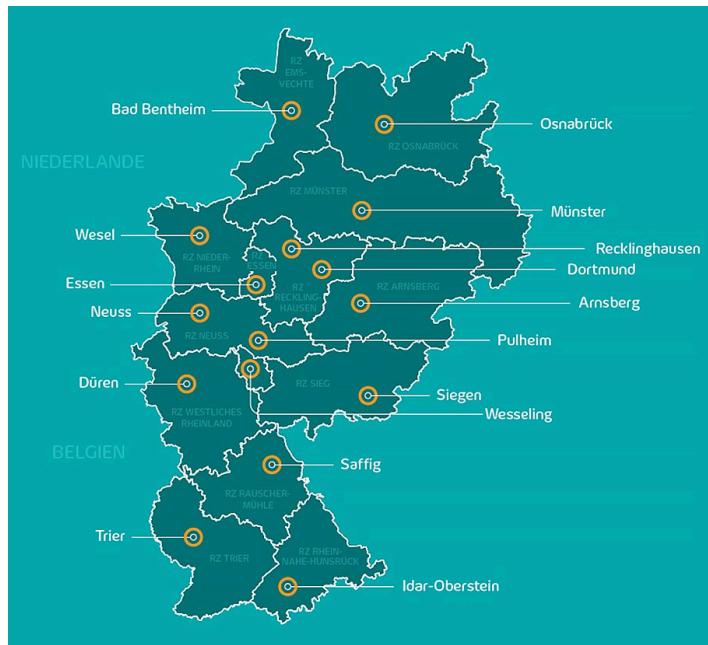 RZ
EMS-
VECHTE
Bad Bentheim
Osnabrück
RZ OSNABRÜCK
NIEDERLANDE
RZ MÜNSTER
Münster
Wesel
Recklinghausen
RZ NIEDER-
RHEIN
RZ
ESSEN
Dortmund
Essen
RZ
RECKLING-
HAUSEN
RZ ARNSBERG
Arnsberg
Neuss
RZ NEUSS
Pulheim
Düren
RZ SIEG
Siegen
RZ WESTLICHES
RHEINLAND
Wesseling
BELGIEN
Saffig
RZ RAUSCHER-
MÜHLE
Trier
RZ TRIER
RZ RHEIN-
NAHE-HUNSRÜCK
Idar-Oberstein